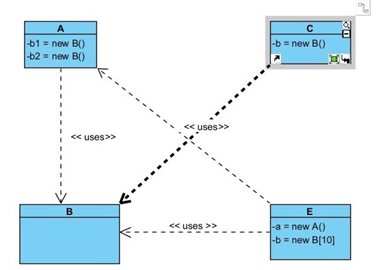 A
-b1 = new B()
-b2 = new B()
C
-b = new B()
<< uses>>
<< uses>>
<< uses >>
B
E
-a = new A()
-b = new B[10]